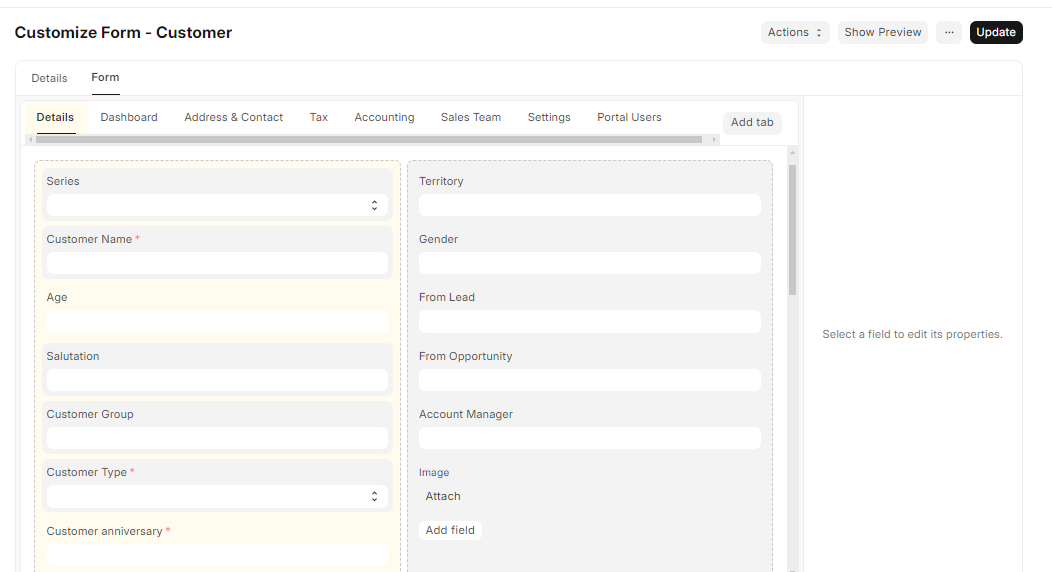 Customize Form - Customer
Actions
Show Preview
...
Update
Details
Form
Details
Dashboard
Address & Contact
Tax
Accounting
Sales Team
Settings
Portal Users
Add tab
Series
Customer Name *
Age
Salutation
Customer Group
Customer Type *
Customer anniversary *
Territory
Gender
From Lead
From Opportunity
Account Manager
Image
Attach
Add field
Select a field to edit its properties.